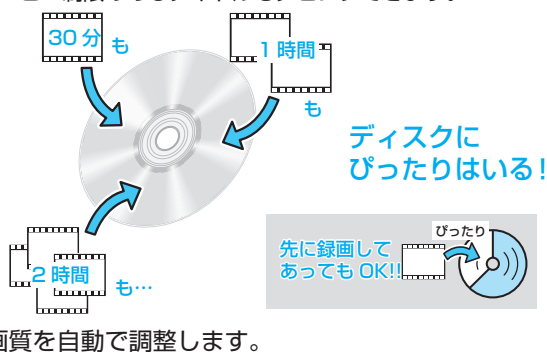 30 分
も
1 時間
も
ディスクに
ぴったりはいる!
2 時間
も…
ぴったり
先に録画して
あっても OK!!
画質を自動で調整します。